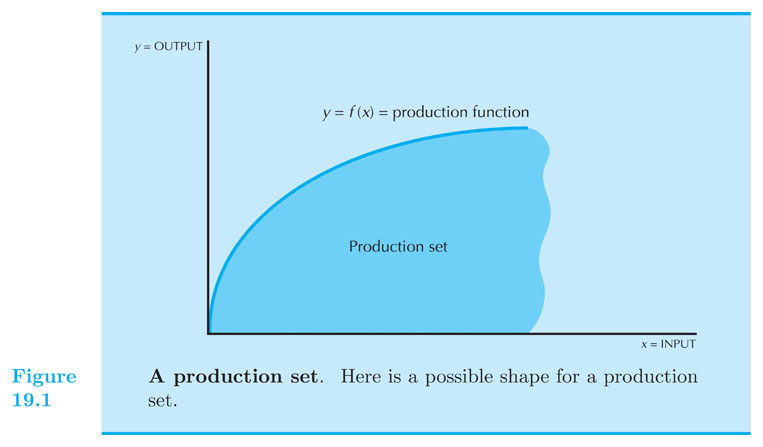 y = OUTPUT
y = f (x) = production function
Production set
x = INPUT
Figure
19.1
A production set. Here is a possible shape for a production
set.